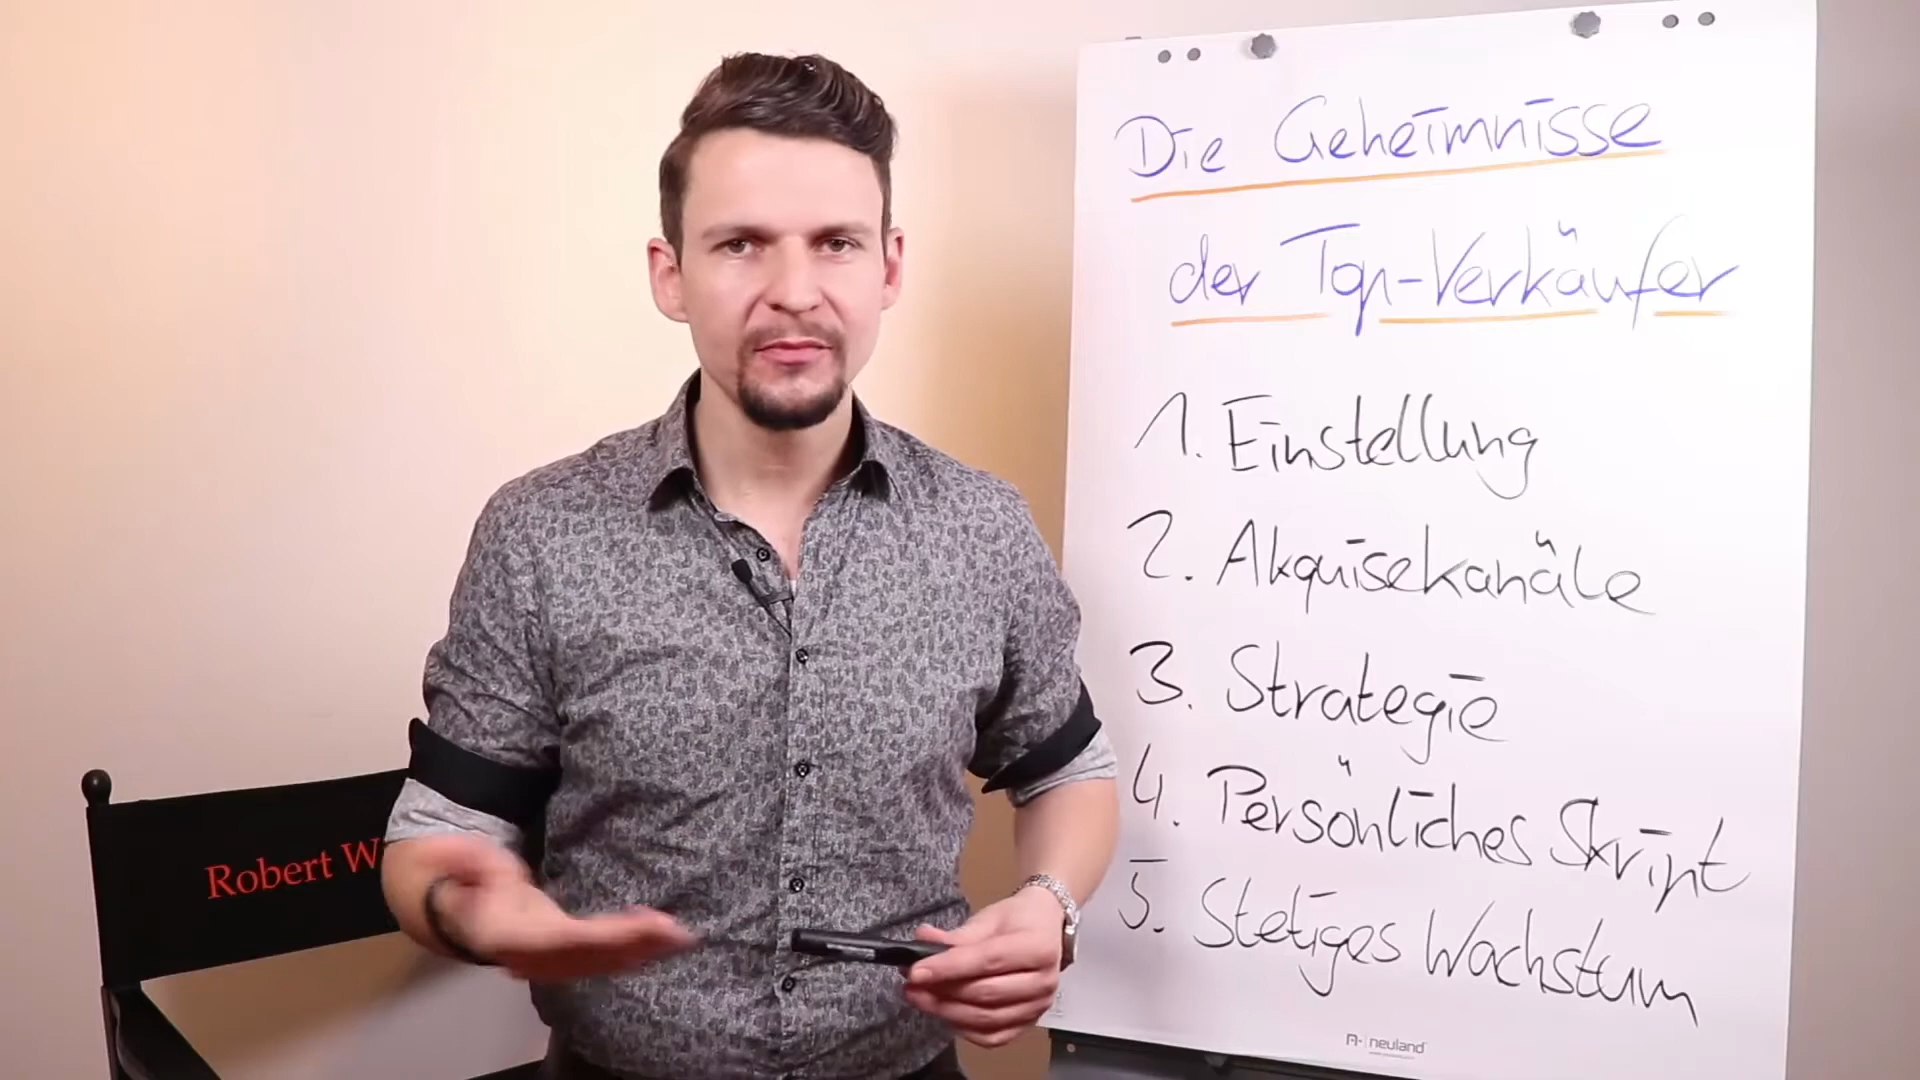 Die Geheimnisse
der Top-Verkäufer
1. Einstellung
2. Akquisekanäle
3. Strategie
4. Persönliches Skript
5. Stetiges Wachstum
Robert W
neuland